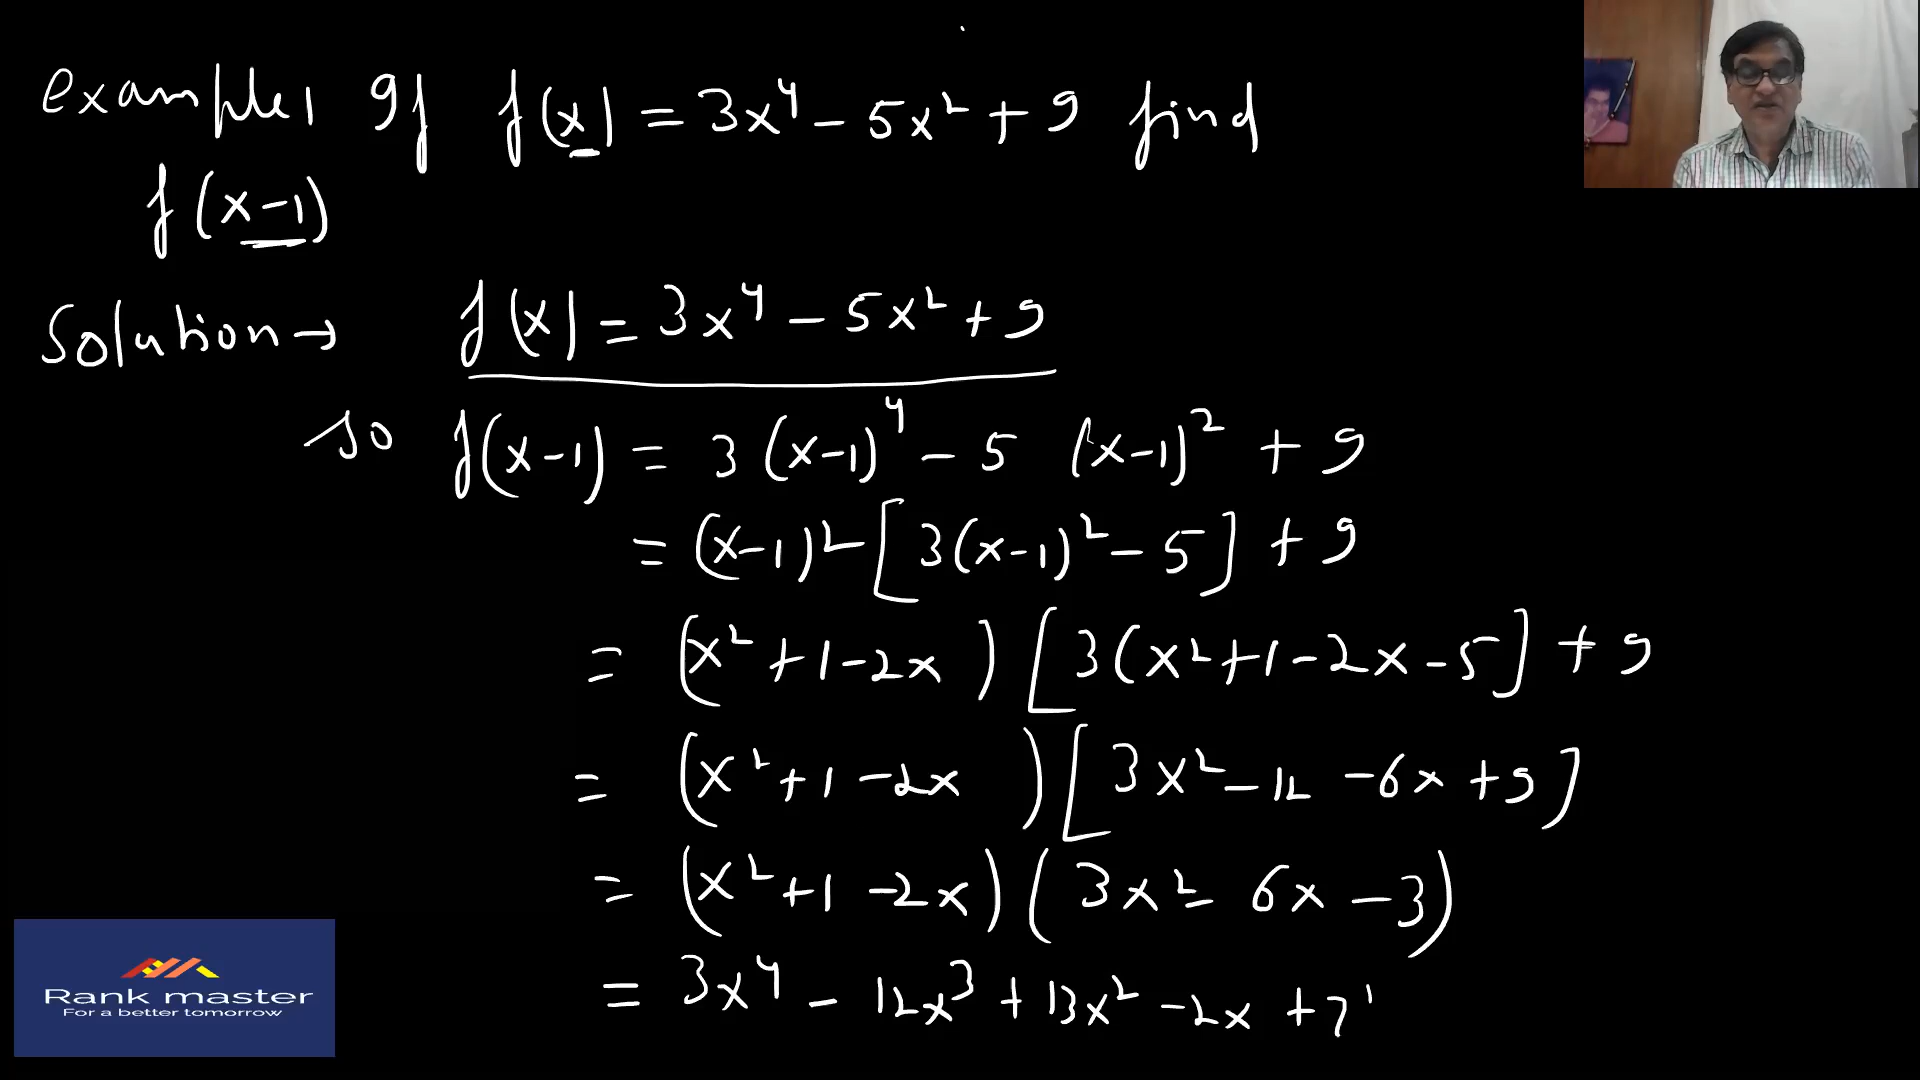 example1 If f(x) = 3x⁴ - 5x² + 9 find
f(x-1)
Solution → f(x) = 3x⁴ - 5x² + 9
so f(x-1) = 3 (x-1)⁴ - 5 (x-1)² + 9
= (x-1)² [3(x-1)² - 5] + 9
= (x² + 1 - 2x) [3(x² + 1 - 2x - 5] + 9
= (x² + 1 - 2x) [3x² - 12 - 6x + 9]
= (x² + 1 - 2x) (3x² - 6x - 3)
= 3x⁴ - 12x³ + 13x² - 2x + 7
Rank master
For a better tomorrow